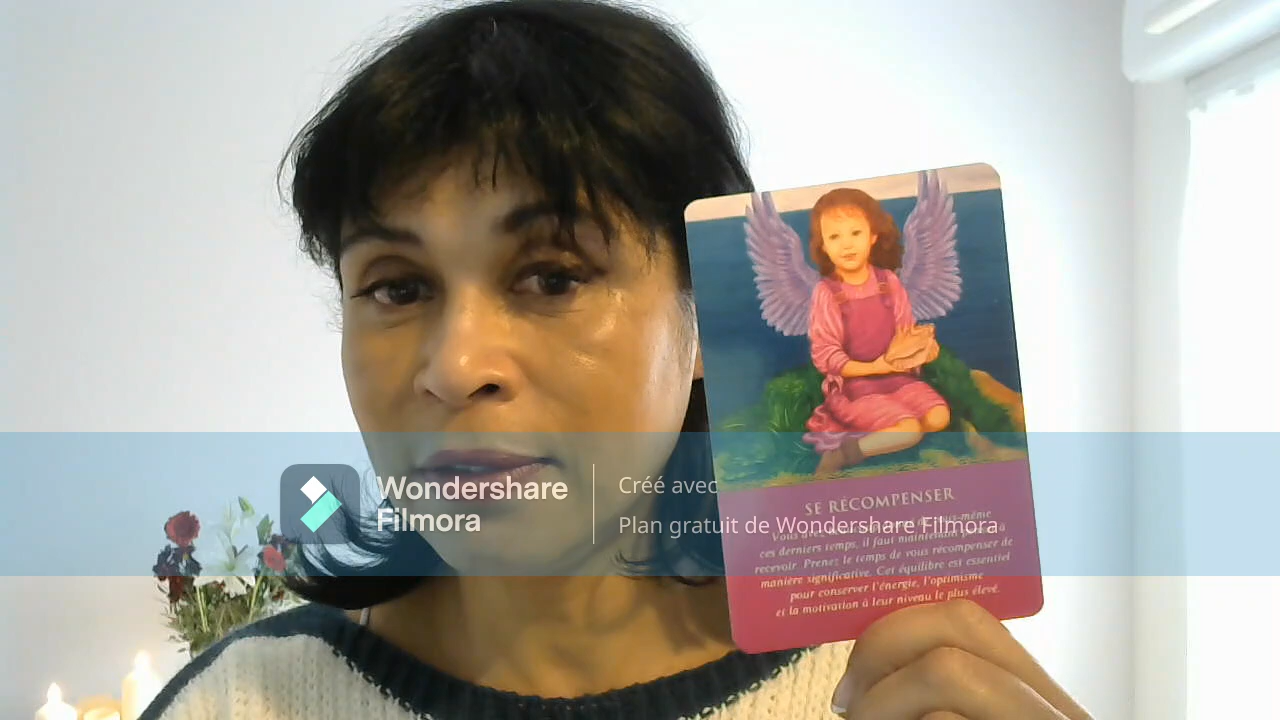 Wondershare
Filmora
Créé avec
Plan gratuit de Wondershare Filmora
SE RÉCOMPENSER
Vous avez
ces derniers temps, il faut maintenant
recevoir. Prenez le temps de vous récompenser de
manière significative. Cet équilibre est essentiel
pour conserver l'énergie, l'optimisme
et la motivation à leur niveau le plus élevé.